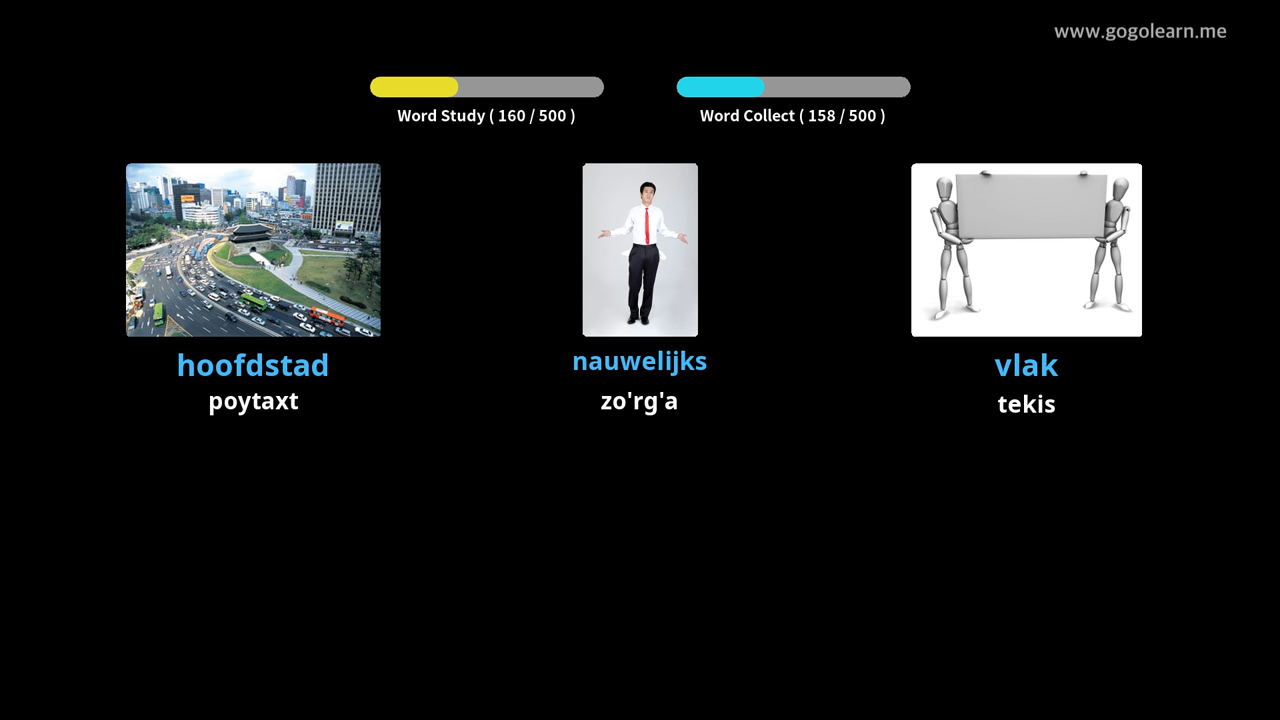 www.gogolearn.me
Word Study ( 160 / 500 )
Word Collect ( 158 / 500 )
hoofdstad
poytaxt
nauwelijks
zo'rg'a
vlak
tekis